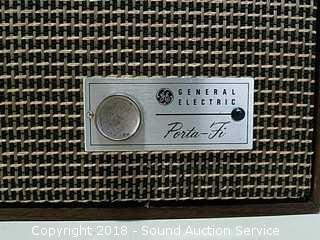 GE GENERAL
ELECTRIC
Porta-Fi
Copyright 2018 - Sound Auction Service